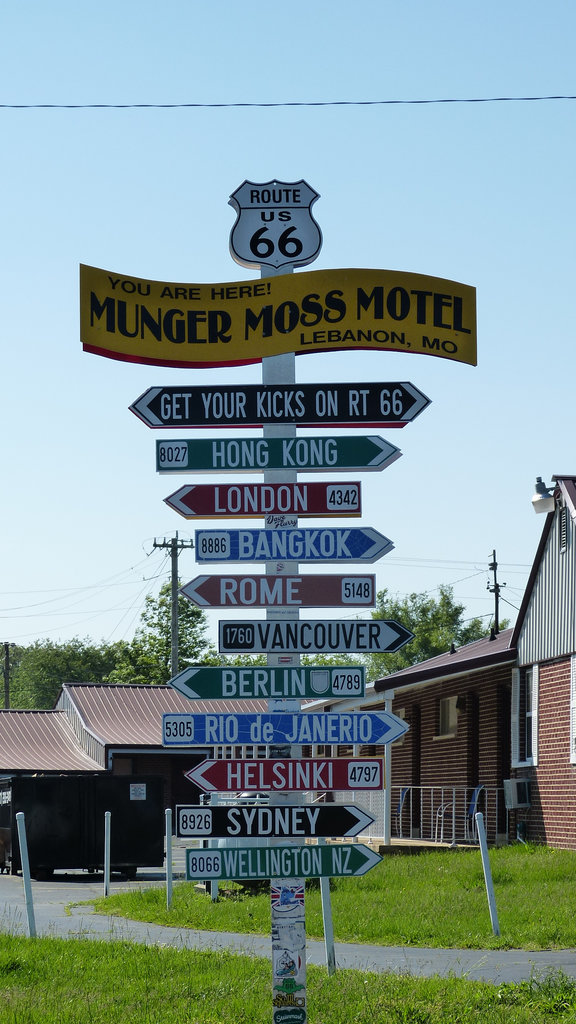 ROUTE
US
66
YOU ARE HERE!
MUNGER MOSS MOTEL
LEBANON, MO
GET YOUR KICKS ON RT 66
8027 HONG KONG
LONDON 4342
8886 BANGKOK
ROME 5148
1760 VANCOUVER
BERLIN 4789
5305 RIO de JANERIO
HELSINKI 4797
8926 SYDNEY
8066 WELLINGTON NZ